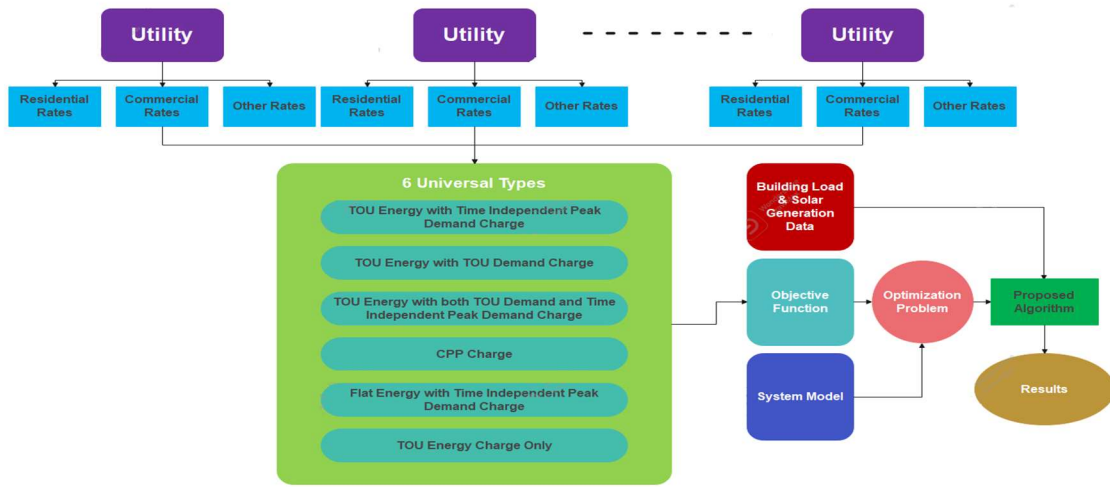 Utility
Utility
Utility
Residential
Rates
Commercial
Rates
Other Rates
Residential
Rates
Commercial
Rates
Other Rates
Residential
Rates
Commercial
Rates
Other Rates
6 Universal Types
TOU Energy with Time Independent Peak
Demand Charge
TOU Energy with TOU Demand Charge
TOU Energy with both TOU Demand and Time
Independent Peak Demand Charge
CPP Charge
Flat Energy with Time Independent Peak
Demand Charge
TOU Energy Charge Only
Building Load
& Solar
Generation
Data
Objective
Function
System Model
Optimization
Problem
Proposed
Algorithm
Results